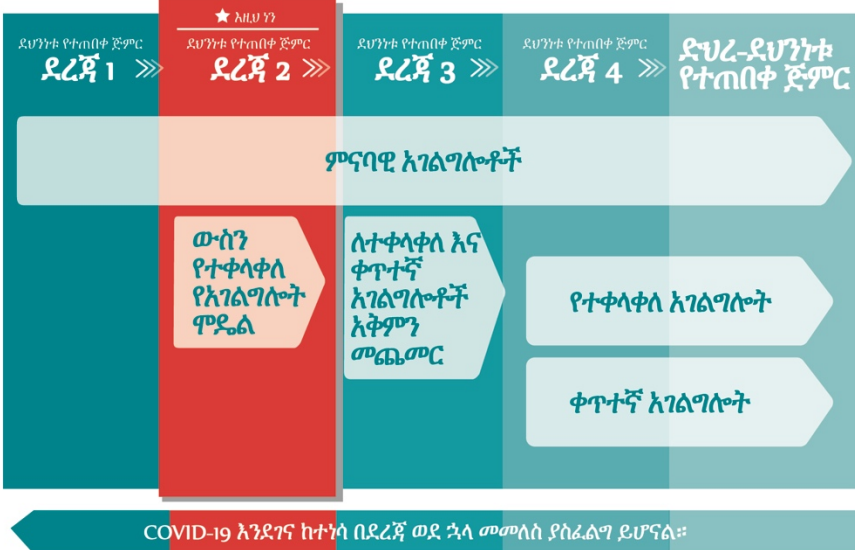 ★ እዚህ ነን
ደህንነቱ የተጠበቀ ጅምር
ደረጃ 1
ደህንነቱ የተጠበቀ ጅምር
ደረጃ 2
ደህንነቱ የተጠበቀ ጅምር
ደረጃ 3
ደህንነቱ የተጠበቀ ጅምር
ደረጃ 4
ድህረ-ደህንነቱ
የተጠበቀ ጅምር
ምናባዊ አገልግሎቶች
ውስን
የተቀላቀለ
የአገልግሎት
ሞዴል
ለተቀላቀለ እና
ቀጥተኛ
አገልግሎቶች
አቅምን
መጨመር
የተቀላቀለ አገልግሎት
ቀጥተኛ አገልግሎት
COVID-19 እንደገና ከተነሳ በደረጃ ወደ ኋላ መመለስ ያስፈልግ ይሆናል።